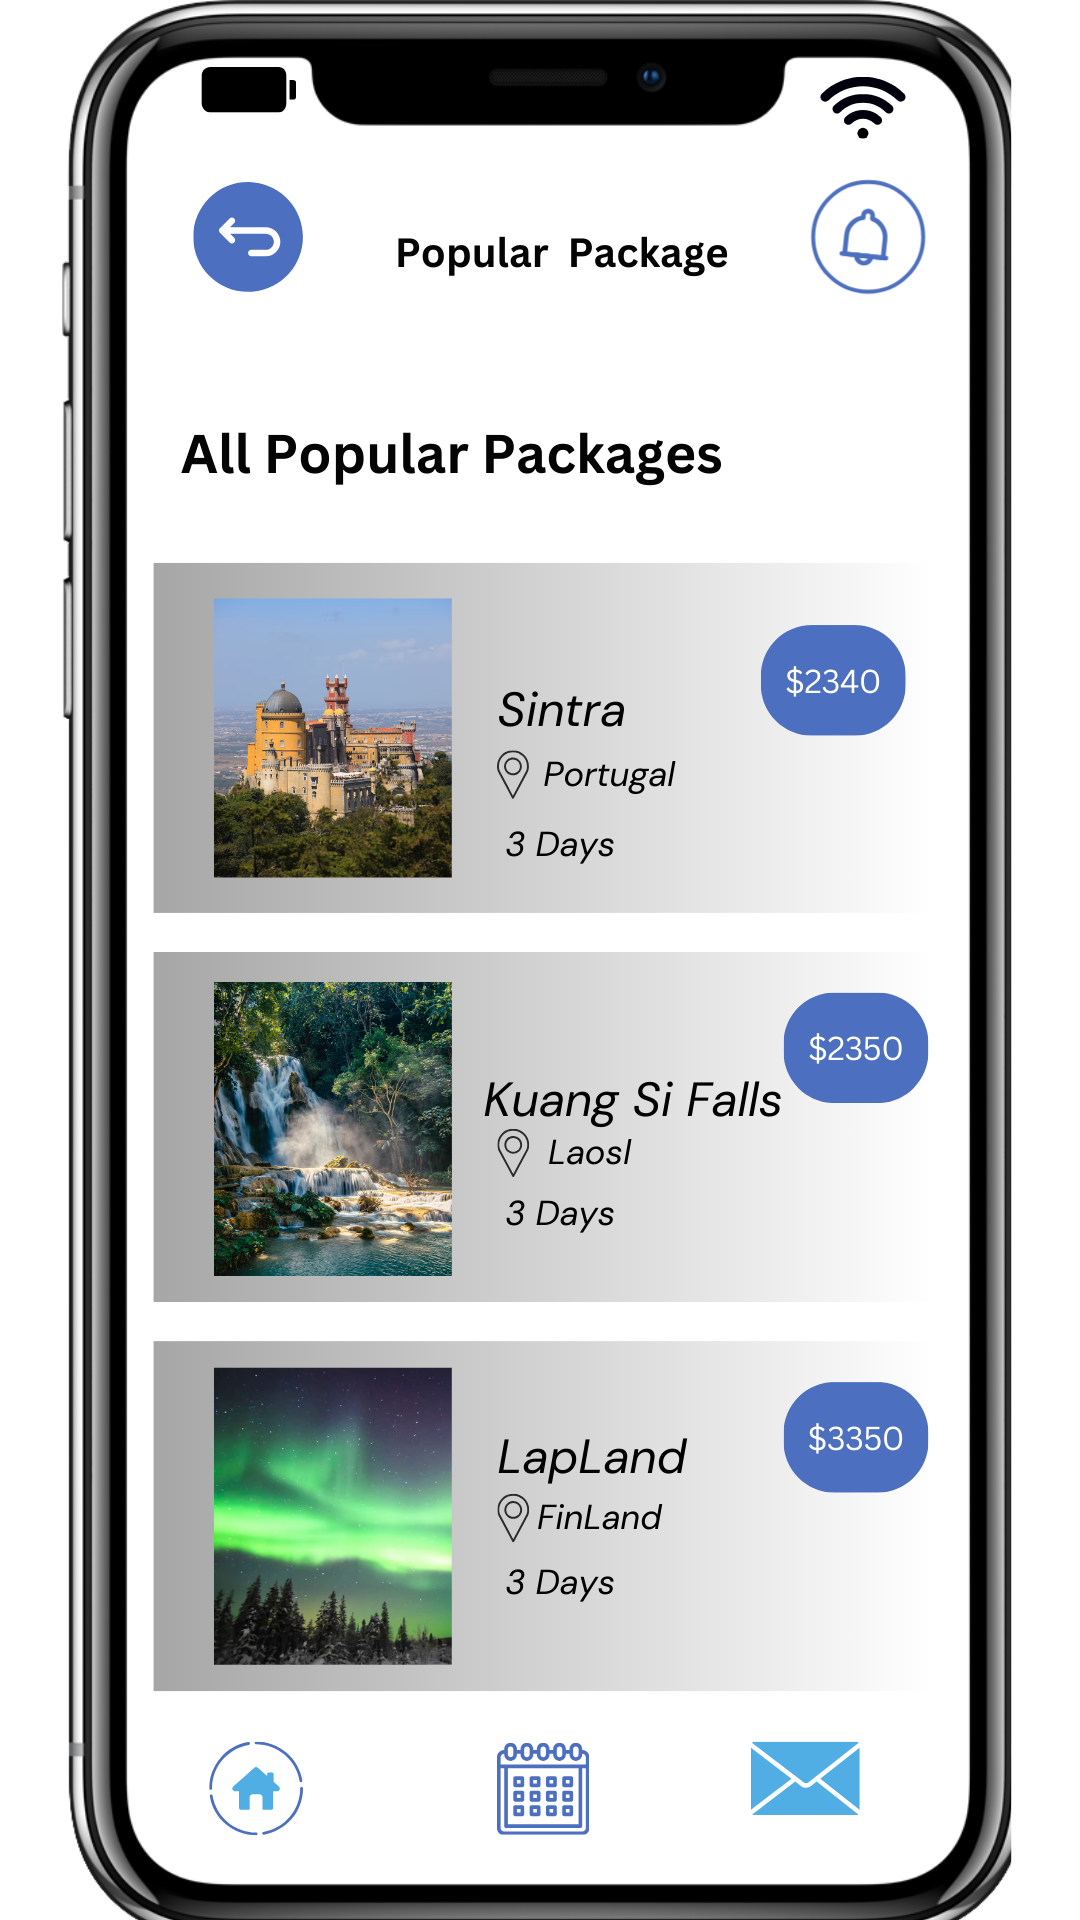 Popular Package
All Popular Packages
$2340
Sintra
Portugal
3 Days
$2350
Kuang Si Falls
Laosl
3 Days
$3350
LapLand
FinLand
3 Days